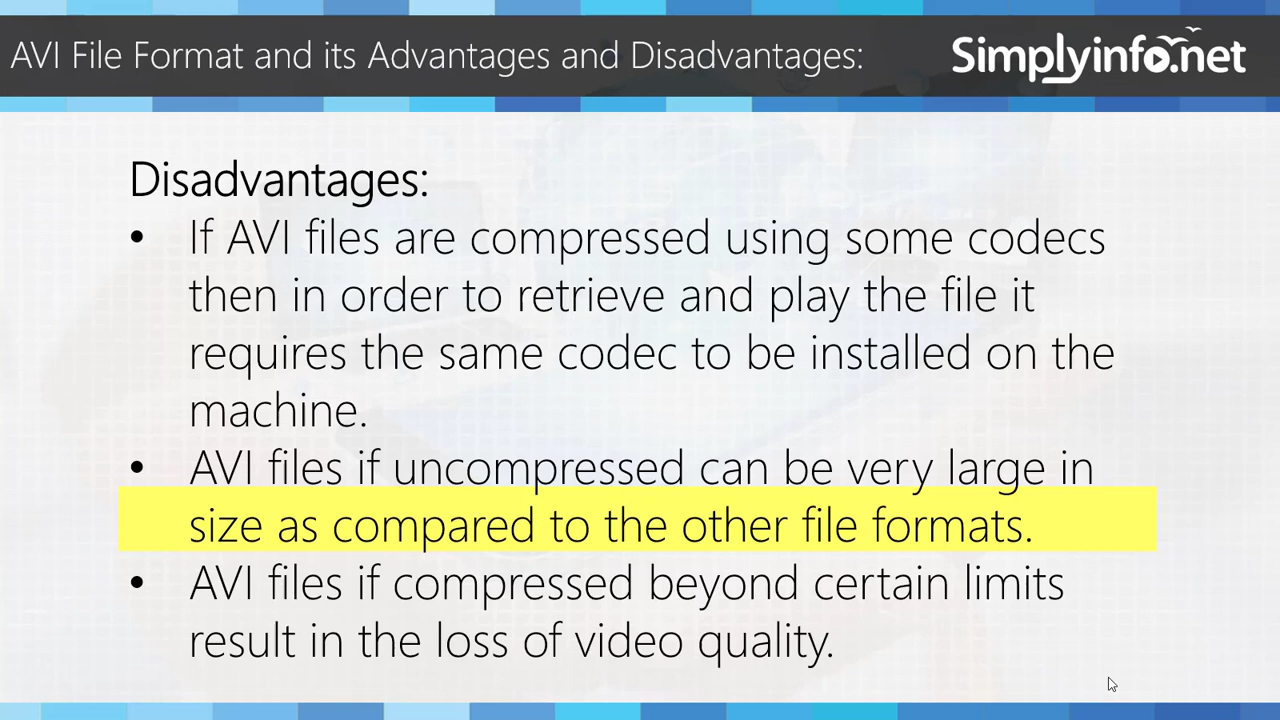 AVI File Format and its Advantages and Disadvantages:
Simplyinfo.net
Disadvantages:
• If AVI files are compressed using some codecs
then in order to retrieve and play the file it
requires the same codec to be installed on the
machine.
• AVI files if uncompressed can be very large in
size as compared to the other file formats.
• AVI files if compressed beyond certain limits
result in the loss of video quality.